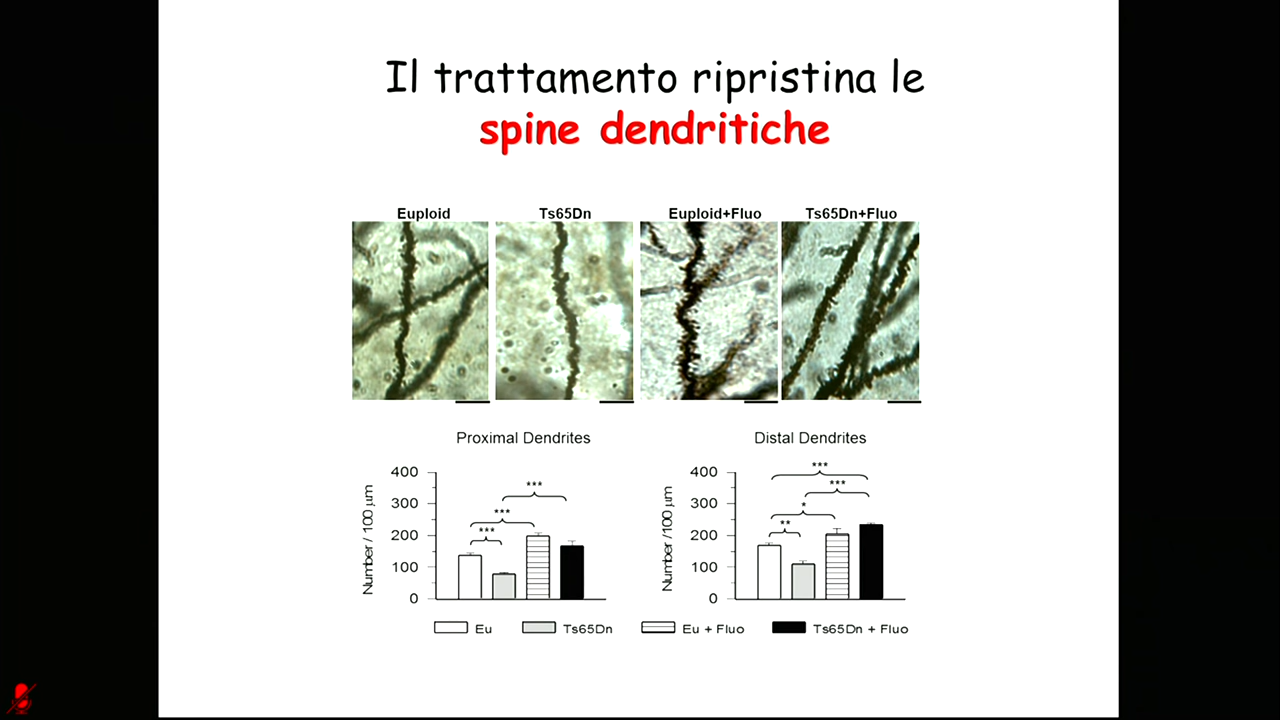 Il trattamento ripristina le
spine dendritiche
Euploid Ts65Dn Euploid+Fluo Ts65Dn+Fluo
Proximal Dendrites
Number / 100 µm
400
300
200
100
0
***
***
***
Distal Dendrites
Number /100 µm
400
300
200
100
0
***
***
*
**
Eu Ts65Dn Eu + Fluo Ts65Dn + Fluo